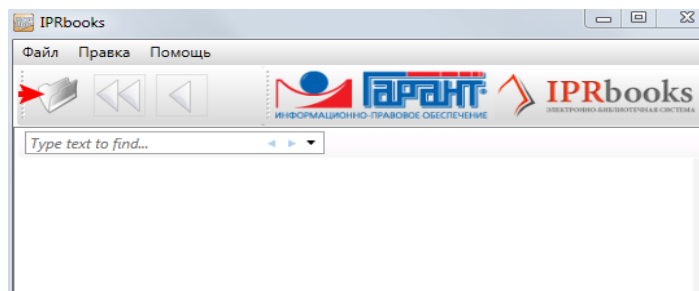 IPRbooks
Файл Правка Помощь
ГАРАНТ
ИНФОРМАЦИОННО-ПРАВОВОЕ ОБЕСПЕЧЕНИЕ
IPRbooks
ЭЛЕКТРОННО-БИБЛИОТЕЧНАЯ СИСТЕМА
Type text to find...